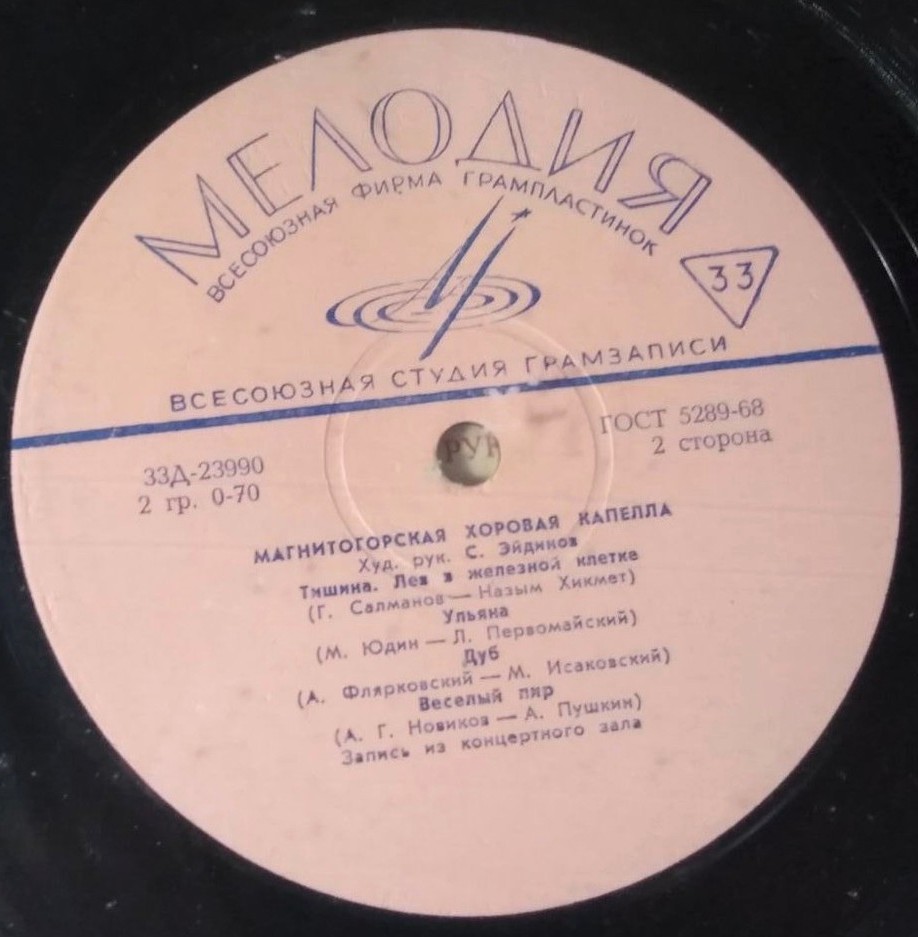 МЕЛОДИЯ
ВСЕСОЮЗНАЯ ФИРМА ГРАМПЛАСТИНОК
33
ВСЕСОЮЗНАЯ СТУДИЯ ГРАМЗАПИСИ
33Д-23990
2 гр. 0-70
ГОСТ 5289-68
2 сторона
МАГНИТОГОРСКАЯ ХОРОВАЯ КАПЕЛЛА
Худ. рук. С. Эйдинов
Тишина. Лев в железной клетке
(Г. Салманов — Назым Хикмет)
Ульяна
(М. Юдин — Л. Первомайский)
Дуб
(А. Флярковский — М. Исаковский)
Веселый пир
(А. Г. Новиков — А. Пушкин)
Запись из концертного зала